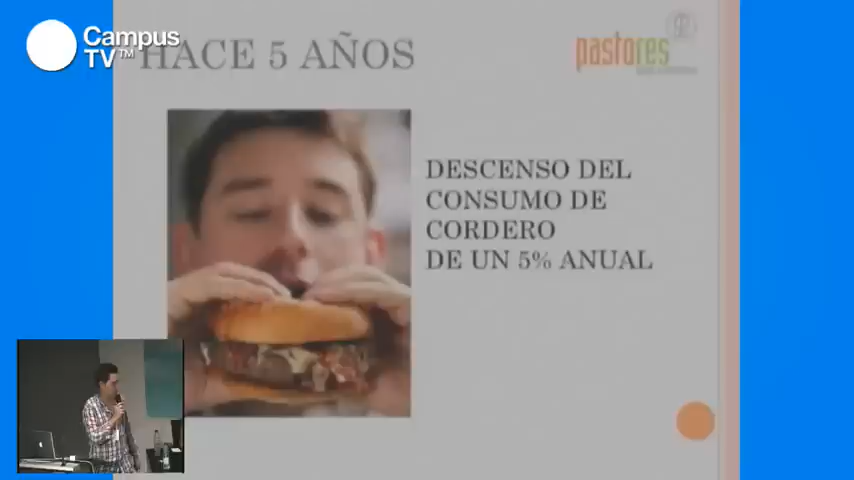 Campus
TV™
HACE 5 AÑOS
pastores
DESCENSO DEL
CONSUMO DE
CORDERO
DE UN 5% ANUAL